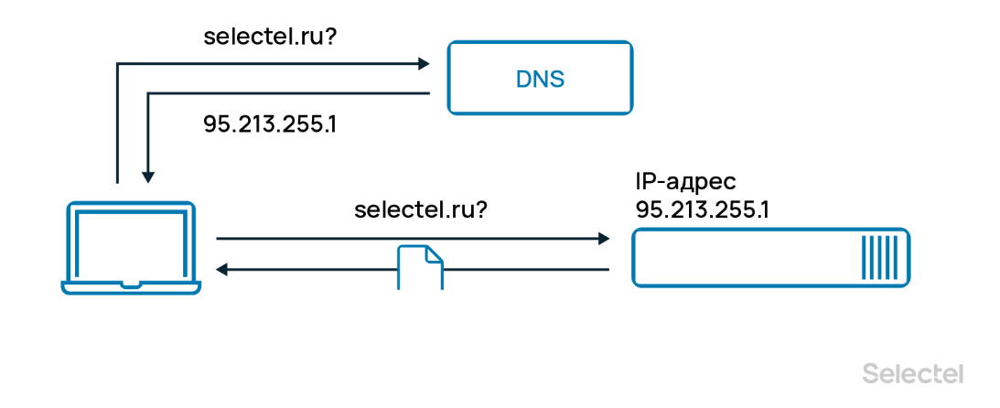 selectel.ru?
DNS
95.213.255.1
IP-адрес
95.213.255.1
selectel.ru?
Selectel